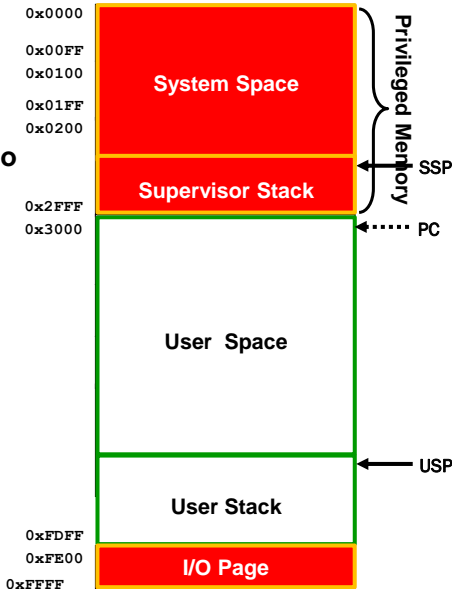 0x0000
0x00FF
0x0100
0x01FF
0x0200
o
0x2FFF
0x3000
0xFDFF
0xFE00
0xFFFF
System Space
Supervisor Stack
User Space
User Stack
I/O Page
Privileged Memory
SSP
PC
USP